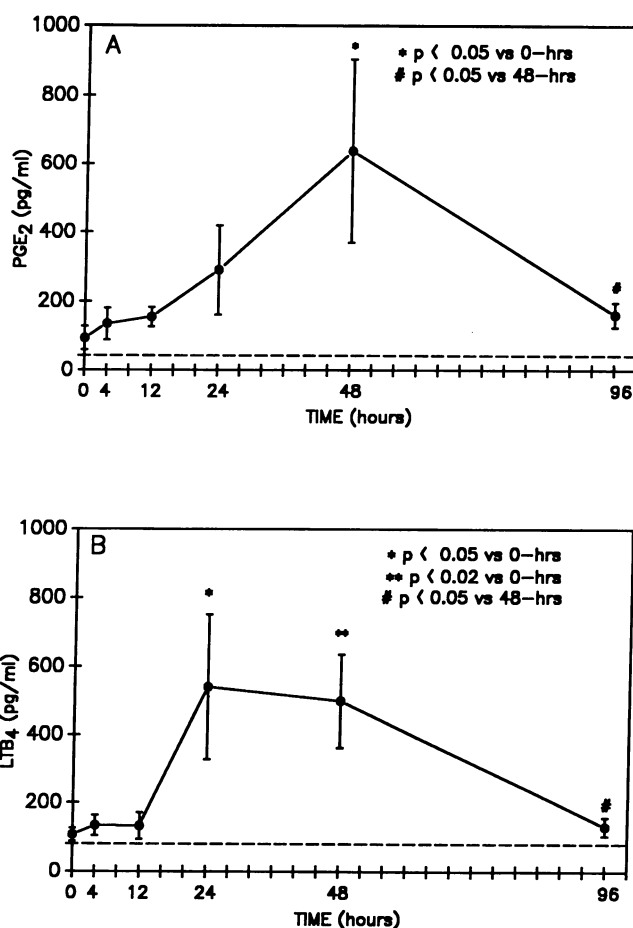 A
* p < 0.05 vs 0-hrs
# p < 0.05 vs 48-hrs
1000
800
600
400
200
0
PGE2 (pg/ml)
*
#
0 4 12 24 48 96
TIME (hours)
B
* p < 0.05 vs 0-hrs
** p < 0.02 vs 0-hrs
# p < 0.05 vs 48-hrs
1000
800
600
400
200
0
LTB4 (pg/ml)
*
**
#
0 4 12 24 48 96
TIME (hours)